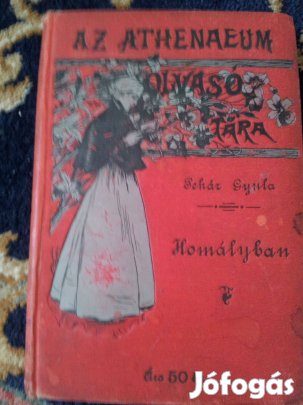 AZ ATHENAEUM
OLVASÓ
TÁRA
Pekár Gyula
Homályban
Ára 50
Jófogás